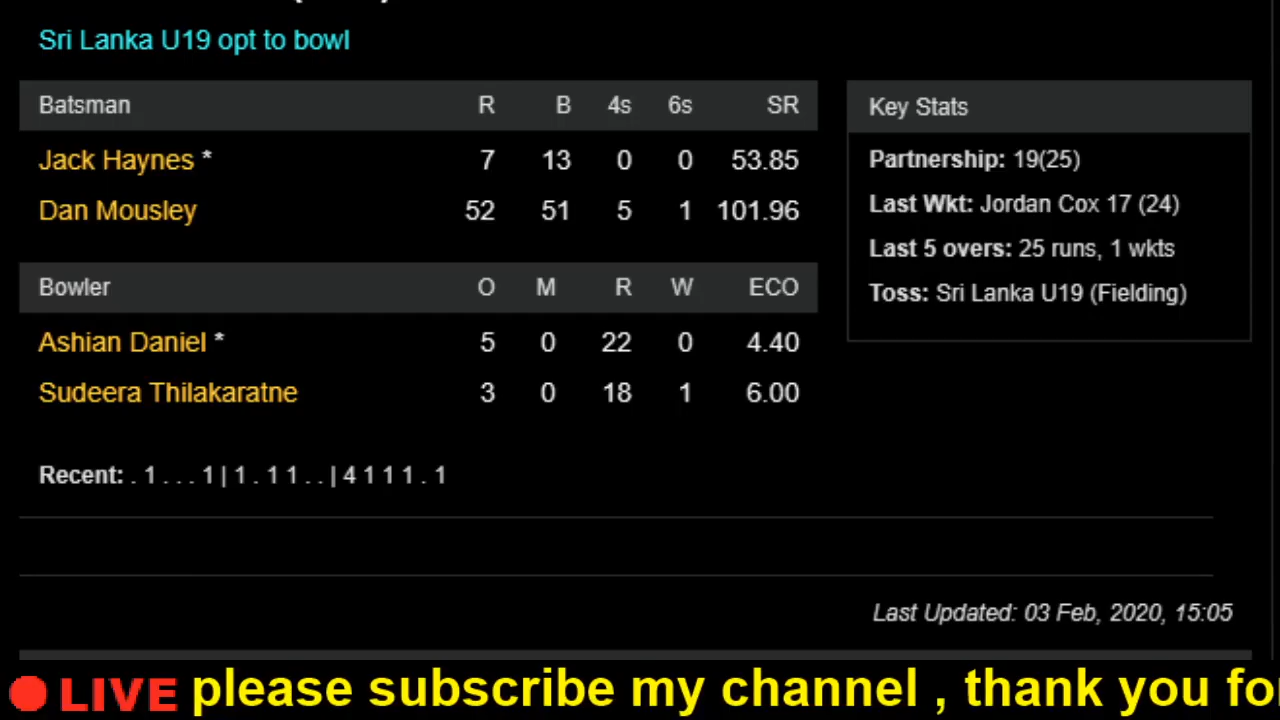 Sri Lanka U19 opt to bowl
Batsman R B 4s 6s SR
Jack Haynes * 7 13 0 0 53.85
Dan Mousley 52 51 5 1 101.96
Bowler O M R W ECO
Ashian Daniel * 5 0 22 0 4.40
Sudeera Thilakaratne 3 0 18 1 6.00
Recent: . 1 . . . 1 | 1 . 1 1 . . | 4 1 1 1 . 1
Key Stats
Partnership: 19(25)
Last Wkt: Jordan Cox 17 (24)
Last 5 overs: 25 runs, 1 wkts
Toss: Sri Lanka U19 (Fielding)
Last Updated: 03 Feb, 2020, 15:05
LIVE please subscribe my channel , thank you